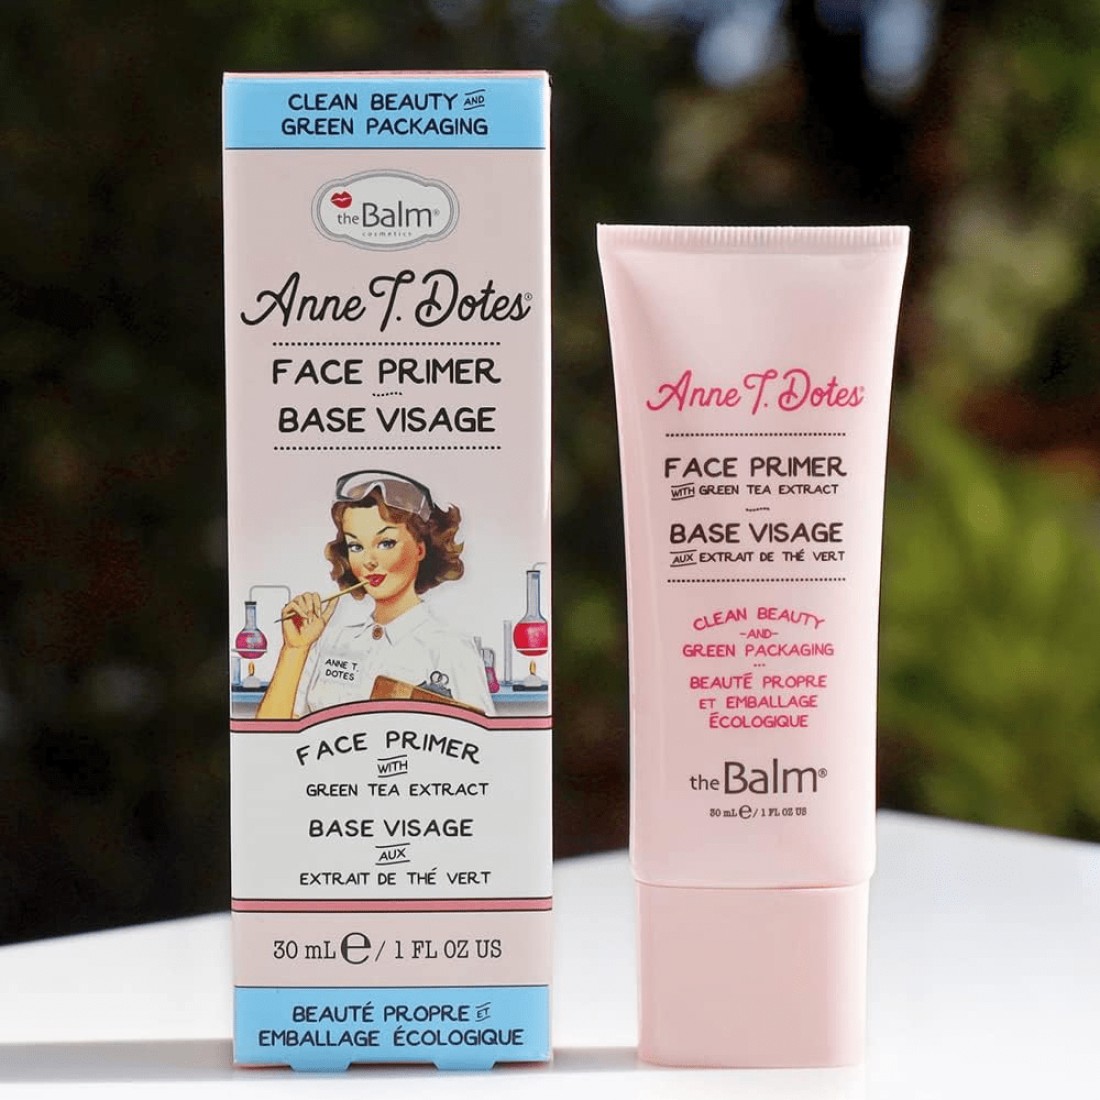 CLEAN BEAUTY AND
GREEN PACKAGING
theBalm®
cosmetics
Anne T. Dotes®
FACE PRIMER
BASE VISAGE
ANNE T.
DOTES
FACE PRIMER
WITH
GREEN TEA EXTRACT
BASE VISAGE
AUX
EXTRAIT DE THÉ VERT
30 mL ℮ / 1 FL OZ US
BEAUTÉ PROPRE ET
EMBALLAGE ÉCOLOGIQUE
Anne T. Dotes®
FACE PRIMER
WITH GREEN TEA EXTRACT
BASE VISAGE
AUX EXTRAIT DE THÉ VERT
CLEAN BEAUTY
-AND-
GREEN PACKAGING
BEAUTÉ PROPRE
ET EMBALLAGE
ÉCOLOGIQUE
theBalm®
30 mL ℮ / 1 FL OZ US